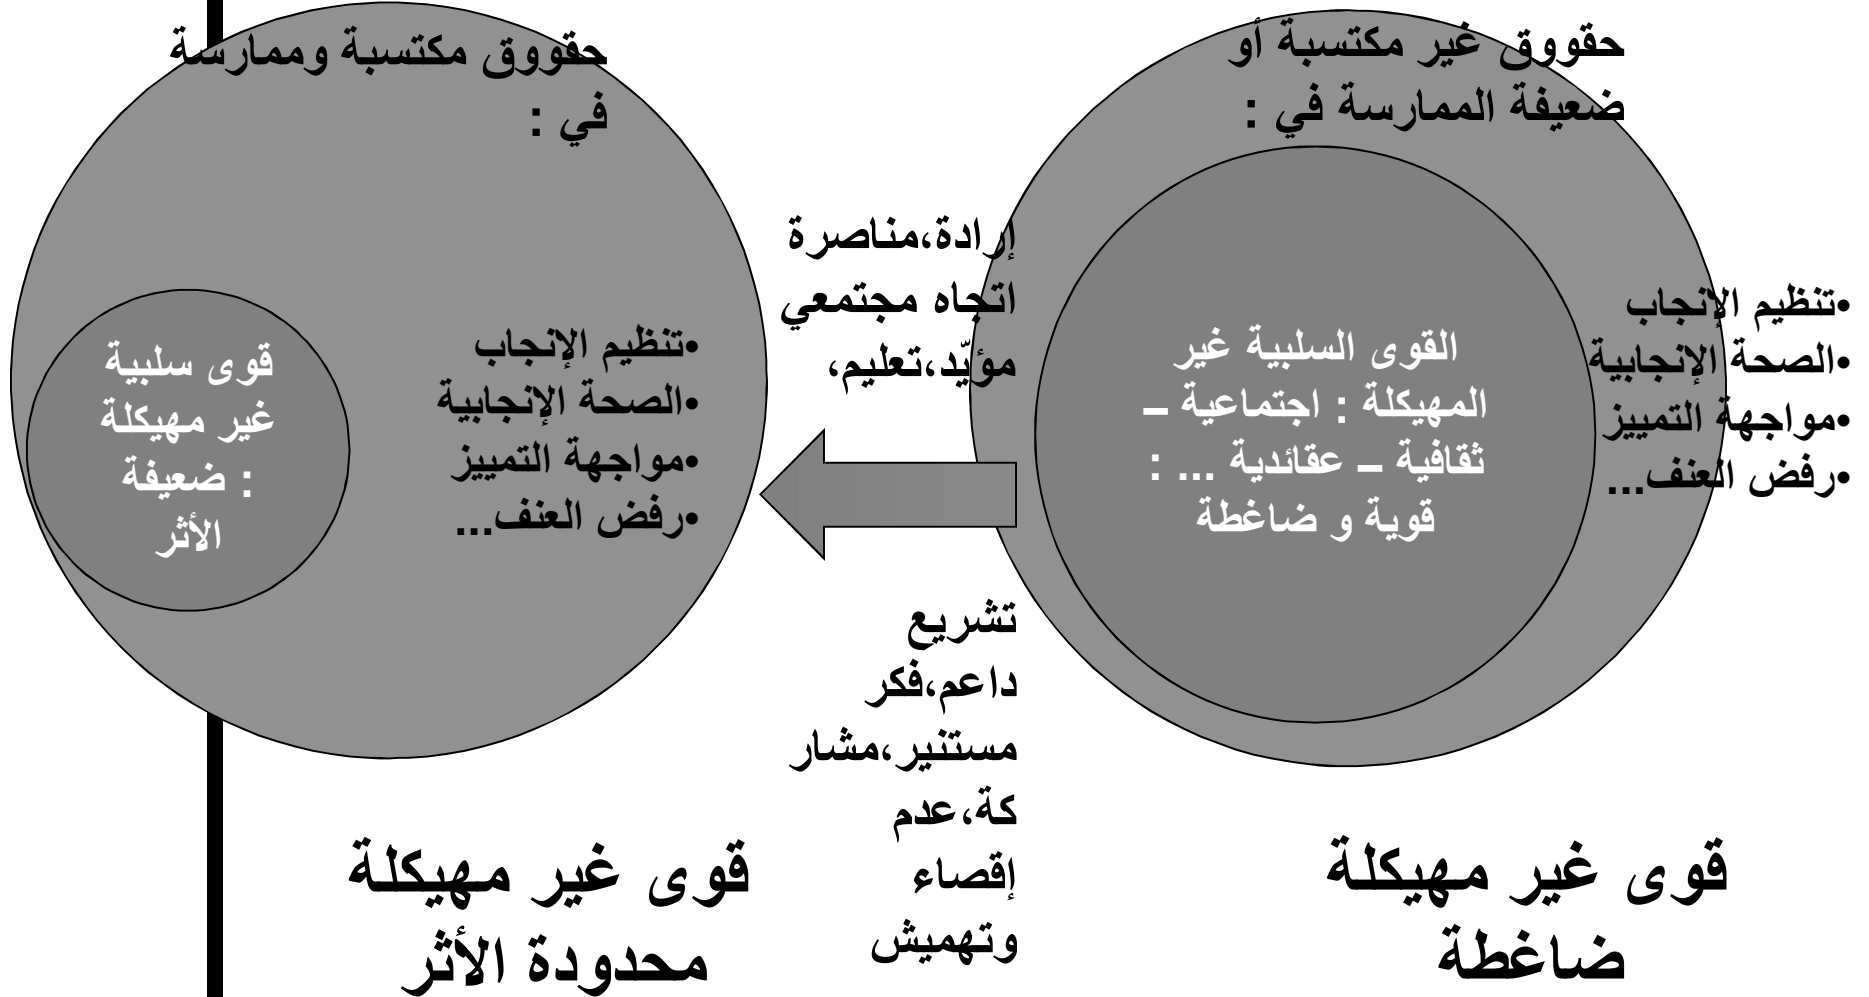 حقووق غير مكتسبة أو
ضعيفة الممارسة في :
•تنظيم الإنجاب
•الصحة الإنجابية
•مواجهة التمييز
•رفض العنف...
القوى السلبية غير
المهيكلة : اجتماعية –
ثقافية – عقائدية ... :
قوية و ضاغطة
قوى غير مهيكلة
ضاغطة
إرادة،مناصرة
اتجاه مجتمعي
مؤيّد،تعليم،
تشريع
داعم،فكر
مستنير،مشار
كة،عدم
إقصاء
وتهميش
حقووق مكتسبة وممارسة
في :
•تنظيم الإنجاب
•الصحة الإنجابية
•مواجهة التمييز
•رفض العنف...
قوى سلبية
غير مهيكلة
: ضعيفة
الأثر
قوى غير مهيكلة
محدودة الأثر